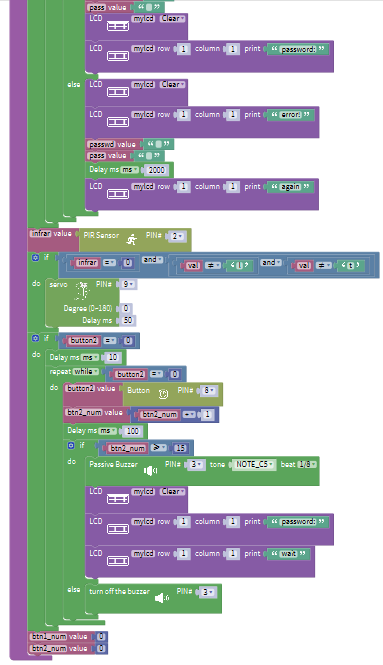 pass value “ ”
LCD mylcd Clear
LCD mylcd row 1 column 1 print “ password: ”
else LCD mylcd Clear
LCD mylcd row 1 column 1 print “ error! ”
passwd value “ ”
pass value “ ”
Delay ms ms 2000
LCD mylcd row 1 column 1 print “ again ”
infrar value PIR Sensor PIN# 2
if infrar = 0 and val ≠ and val ≠
do servo PIN# 9
Degree (0~180) 0
Delay ms 50
if button2 = 0
do Delay ms ms 10
repeat while button2 = 0
do button2 value Button PIN# 8
btn2_num value btn2_num 1
Delay ms ms 100
if btn2_num 15
do Passive Buzzer PIN# 3 tone NOTE_C5 beat 1/8
LCD mylcd Clear
LCD mylcd row 1 column 1 print “ password: ”
LCD mylcd row 1 column 1 print “ wait ”
else turn off the buzzer PIN# 3
btn1_num value 0
btn2_num value 0